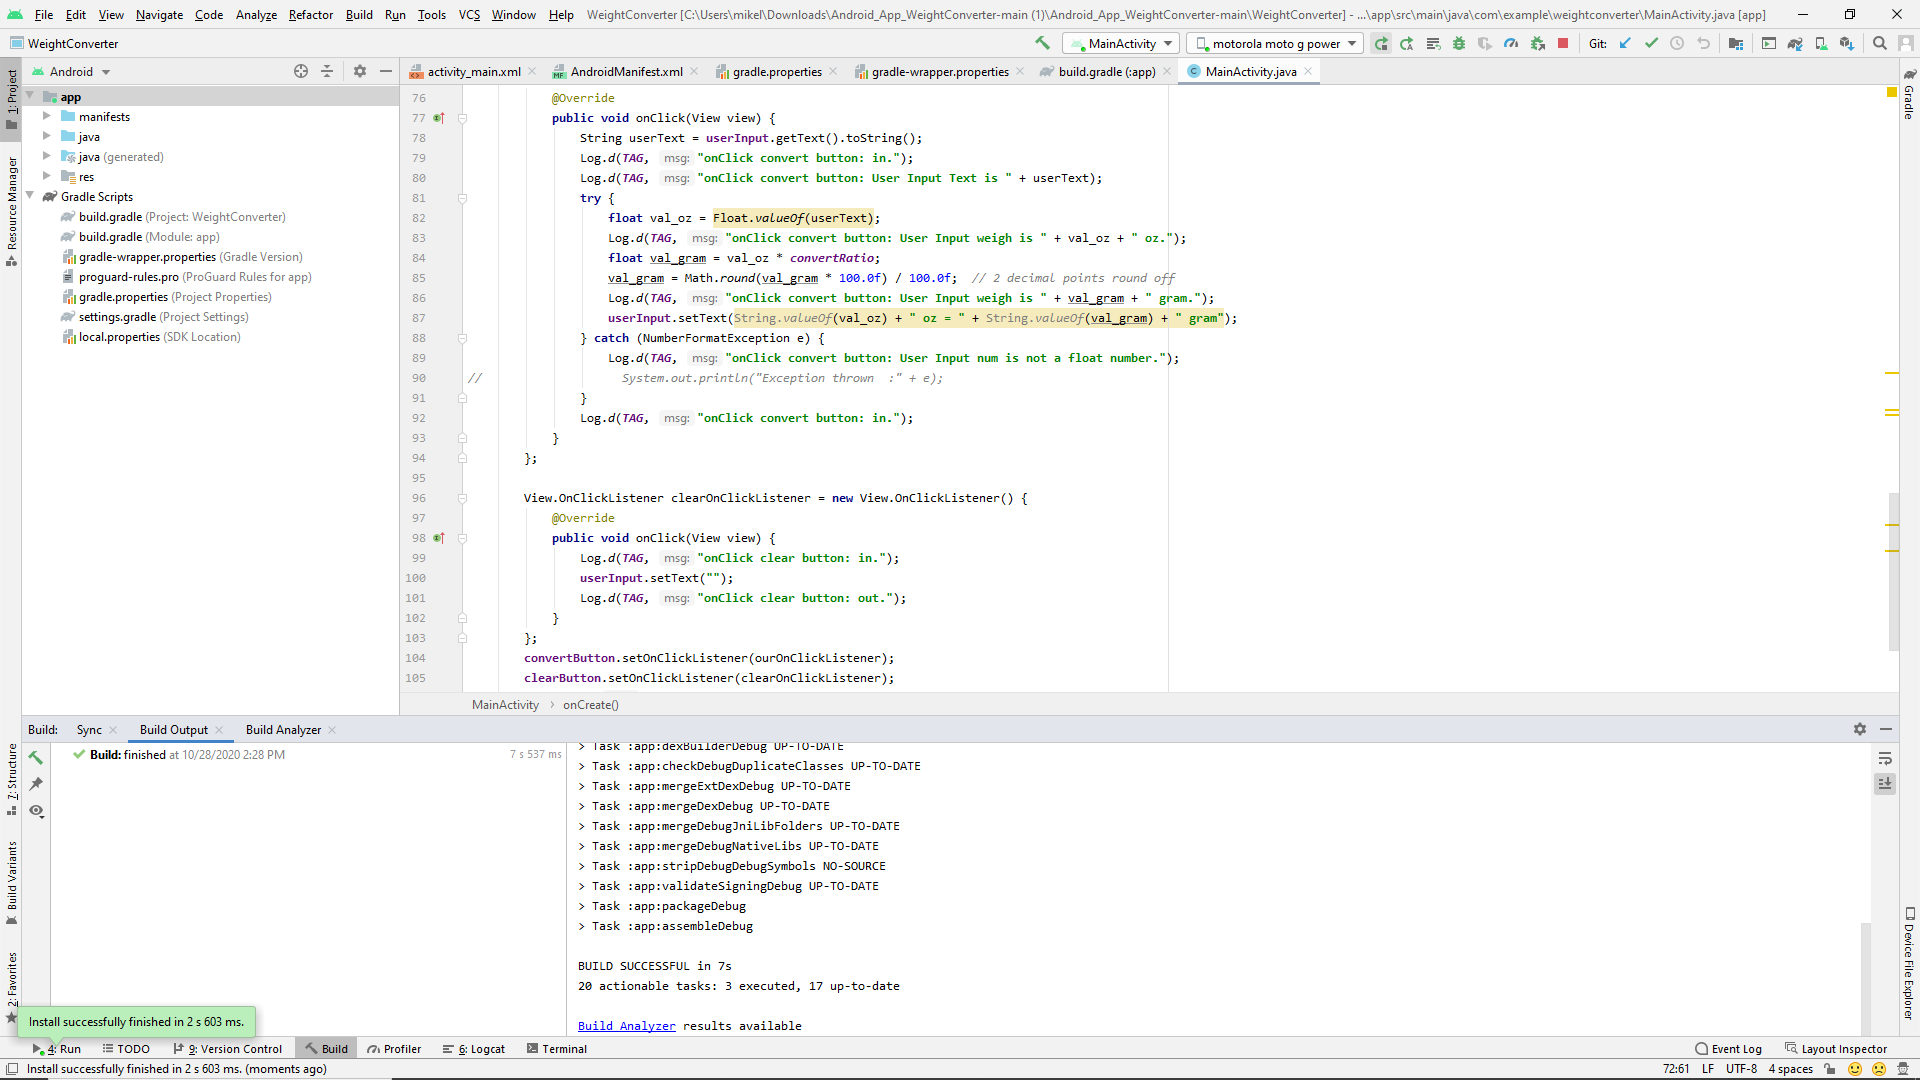 File Edit View Navigate Code Analyze Refactor Build Run Tools VCS Window Help WeightConverter [C:\Users\mikel\Downloads\Android_App_WeightConverter-main (1)\Android_App_WeightConverter-main\WeightConverter] - ...\app\src\main\java\com\example\weightconverter\MainActivity.java [app]
WeightConverter MainActivity motorola moto g power Git:
Android activity_main.xml AndroidManifest.xml gradle.properties gradle-wrapper.properties build.gradle (:app) MainActivity.java
1: Project
Resource Manager
7: Structure
Build Variants
2: Favorites
app
manifests
java
java (generated)
res
Gradle Scripts
build.gradle (Project: WeightConverter)
build.gradle (Module: app)
gradle-wrapper.properties (Gradle Version)
proguard-rules.pro (ProGuard Rules for app)
gradle.properties (Project Properties)
settings.gradle (Project Settings)
local.properties (SDK Location)
76 @Override
77 public void onClick(View view) {
78 String userText = userInput.getText().toString();
79 Log.d(TAG, msg: "onClick convert button: in.");
80 Log.d(TAG, msg: "onClick convert button: User Input Text is " + userText);
81 try {
82 float val_oz = Float.valueOf(userText);
83 Log.d(TAG, msg: "onClick convert button: User Input weigh is " + val_oz + " oz.");
84 float val_gram = val_oz * convertRatio;
85 val_gram = Math.round(val_gram * 100.0f) / 100.0f; // 2 decimal points round off
86 Log.d(TAG, msg: "onClick convert button: User Input weigh is " + val_gram + " gram.");
87 userInput.setText(String.valueOf(val_oz) + " oz = " + String.valueOf(val_gram) + " gram");
88 } catch (NumberFormatException e) {
89 Log.d(TAG, msg: "onClick convert button: User Input num is not a float number.");
90 // System.out.println("Exception thrown  :" + e);
91 }
92 Log.d(TAG, msg: "onClick convert button: in.");
93 }
94 };
95
96 View.OnClickListener clearOnClickListener = new View.OnClickListener() {
97 @Override
98 public void onClick(View view) {
99 Log.d(TAG, msg: "onClick clear button: in.");
100 userInput.setText("");
101 Log.d(TAG, msg: "onClick clear button: out.");
102 }
103 };
104 convertButton.setOnClickListener(ourOnClickListener);
105 clearButton.setOnClickListener(clearOnClickListener);
MainActivity > onCreate()
Gradle
Device File Explorer
Build: Sync Build Output Build Analyzer
Build: finished at 10/28/2020 2:28 PM 7 s 537 ms
> Task :app:dexBuilderDebug UP-TO-DATE
> Task :app:checkDebugDuplicateClasses UP-TO-DATE
> Task :app:mergeExtDexDebug UP-TO-DATE
> Task :app:mergeDexDebug UP-TO-DATE
> Task :app:mergeDebugJniLibFolders UP-TO-DATE
> Task :app:mergeDebugNativeLibs UP-TO-DATE
> Task :app:stripDebugDebugSymbols NO-SOURCE
> Task :app:validateSigningDebug UP-TO-DATE
> Task :app:packageDebug
> Task :app:assembleDebug
BUILD SUCCESSFUL in 7s
20 actionable tasks: 3 executed, 17 up-to-date
Build Analyzer results available
Install successfully finished in 2 s 603 ms.
4: Run TODO 9: Version Control Build Profiler 6: Logcat Terminal Event Log Layout Inspector
Install successfully finished in 2 s 603 ms. (moments ago) 72:61 LF UTF-8 4 spaces